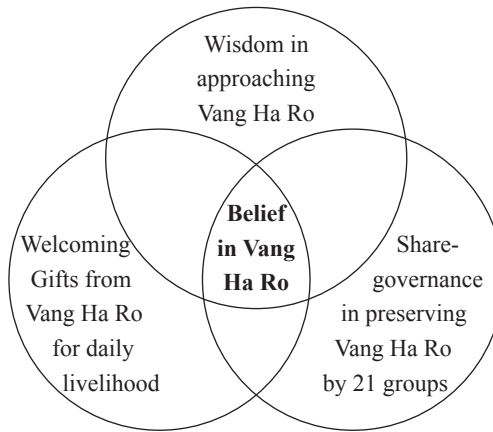 Wisdom in
approaching
Vang Ha Ro
Belief
in Vang
Ha Ro
Welcoming
Gifts from
Vang Ha Ro
for daily
livelihood
Share-
governance
in preserving
Vang Ha Ro
by 21 groups